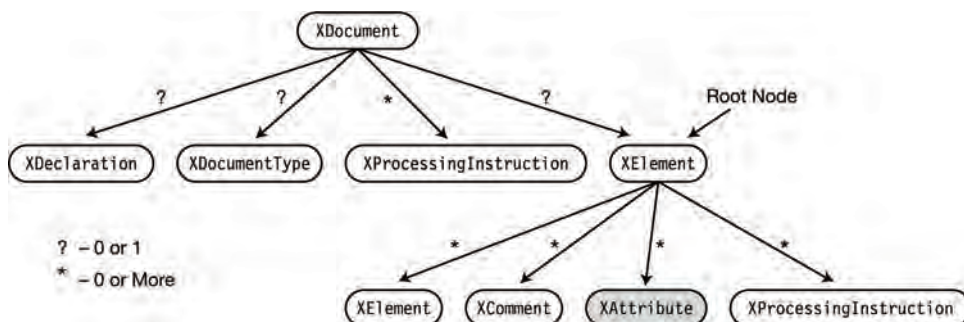 XDocument
? ? * ?
Root Node
XDeclaration XDocumentType XProcessingInstruction XElement
? – 0 or 1
* – 0 or More
* * * *
XElement XComment XAttribute XProcessingInstruction